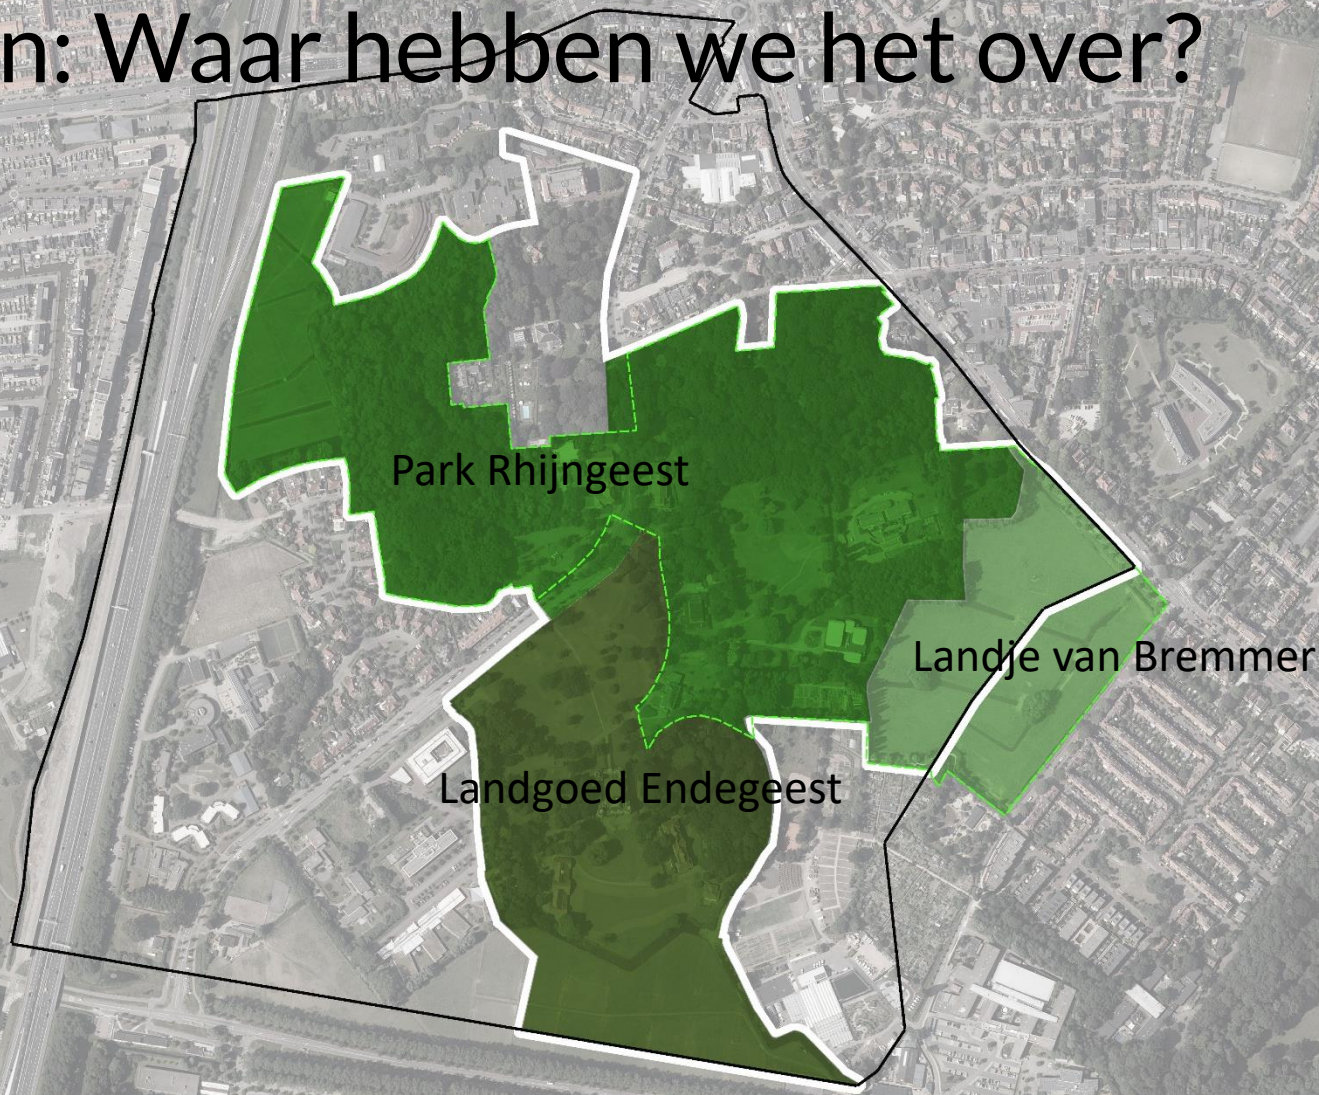 n: Waar hebben we het over?
Park Rhijngeest
Landje van Bremmer
Landgoed Endegeest